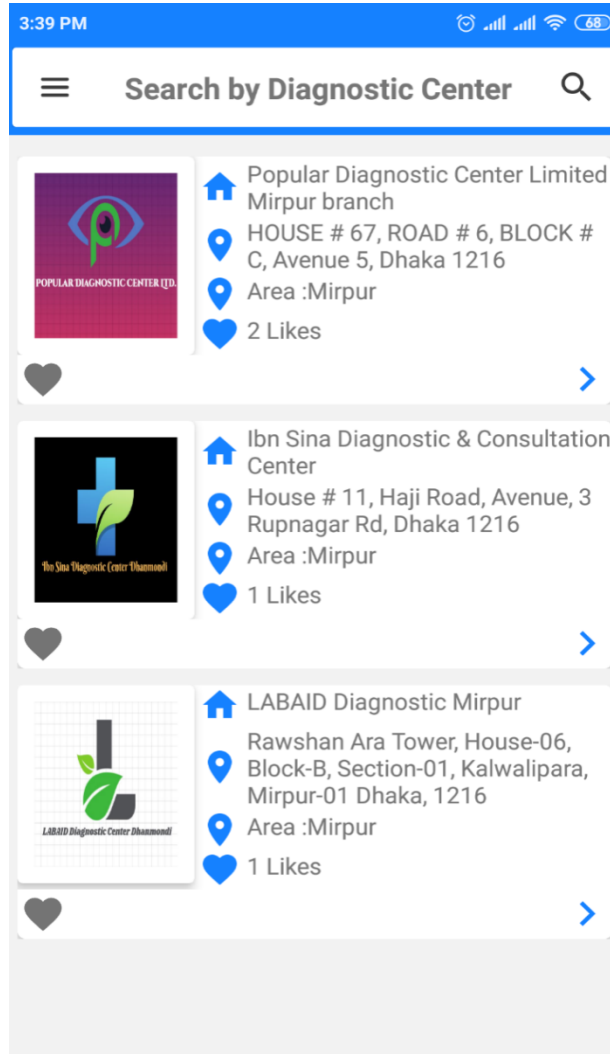 3:39 PM
68
Search by Diagnostic Center
POPULAR DIAGNOSTIC CENTER LTD.
Popular Diagnostic Center Limited
Mirpur branch
HOUSE # 67, ROAD # 6, BLOCK #
C, Avenue 5, Dhaka 1216
Area :Mirpur
2 Likes
Ibn Sina Diagnostic Center Dhanmondi
Ibn Sina Diagnostic & Consultation
Center
House # 11, Haji Road, Avenue, 3
Rupnagar Rd, Dhaka 1216
Area :Mirpur
1 Likes
LABAID Diagnostic Center Dhanmondi
LABAID Diagnostic Mirpur
Rawshan Ara Tower, House-06,
Block-B, Section-01, Kalwalipara,
Mirpur-01 Dhaka, 1216
Area :Mirpur
1 Likes